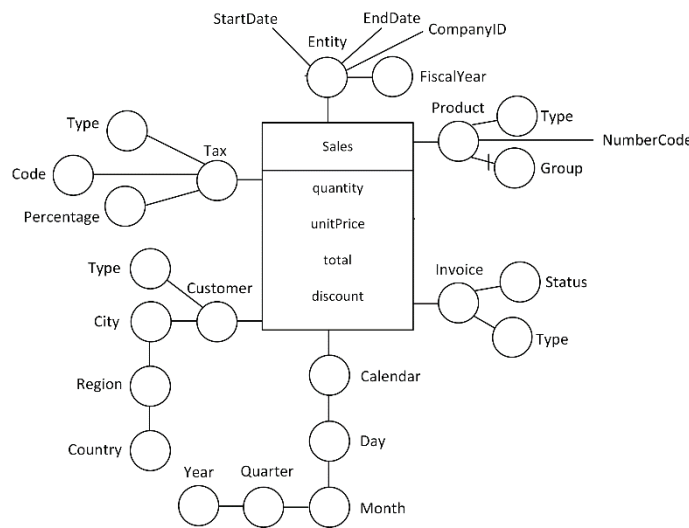 StartDate
EndDate
CompanyID
Entity
FiscalYear
Product
Type
NumberCode
Group
Type
Tax
Code
Percentage
Sales
quantity
unitPrice
total
discount
Type
Customer
City
Region
Country
Invoice
Status
Type
Calendar
Day
Year
Quarter
Month